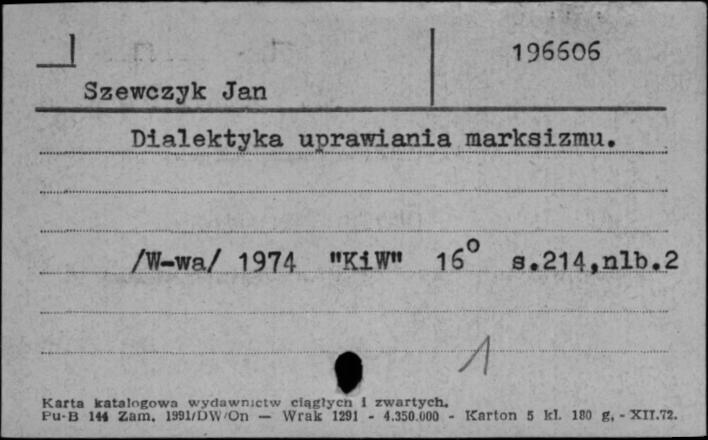 196606
Szewczyk Jan
Dialektyka uprawiania marksizmu.
/W-wa/ 1974 "KiW" 16° s.214,nlb.2
1
Karta katalogowa wydawnictw ciągłych i zwartych.
Pu-B 144 Zam. 1991/DW/On — Wrak 1291 - 4.350.000 - Karton 5 kl. 180 g. - XII.72.